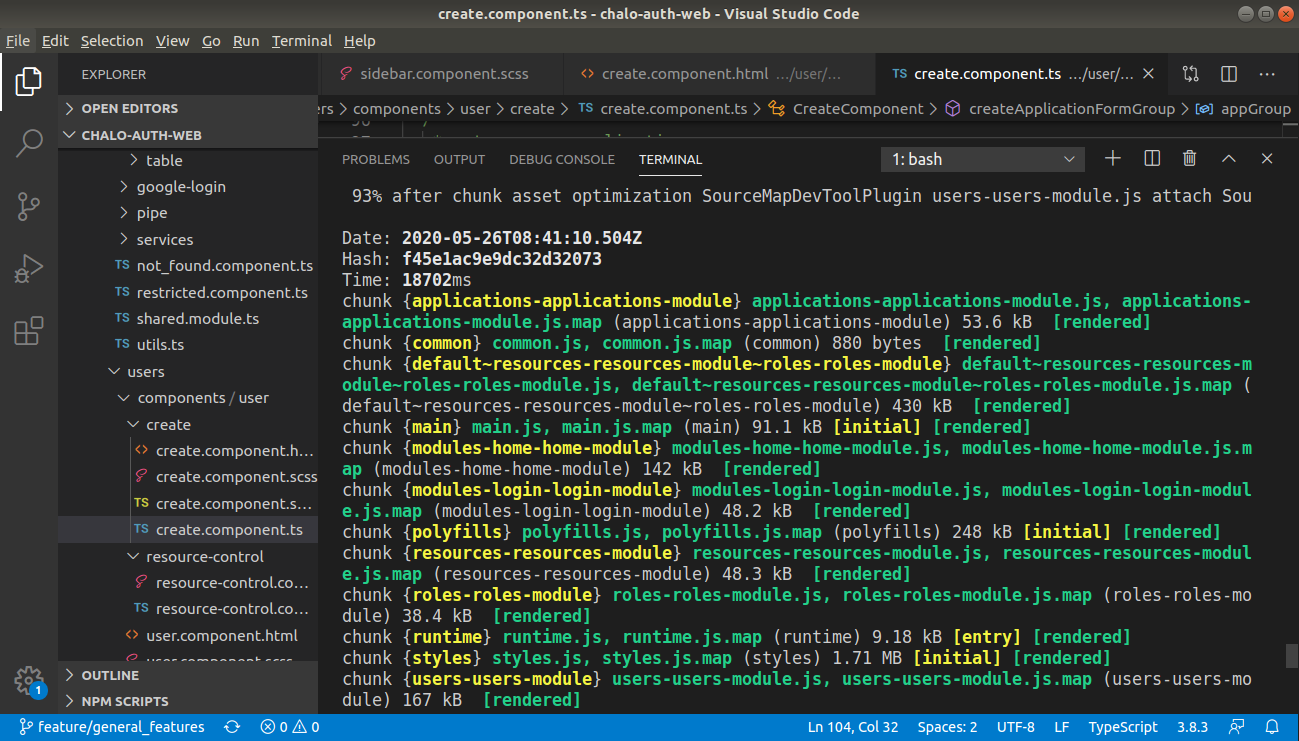 create.component.ts - chalo-auth-web - Visual Studio Code
File Edit Selection View Go Run Terminal Help
EXPLORER
sidebar.component.scss
create.component.html .../user/...
TS create.component.ts .../user/...
OPEN EDITORS
CHALO-AUTH-WEB
table
google-login
pipe
services
TS not_found.component.ts
TS restricted.component.ts
TS shared.module.ts
TS utils.ts
users
components / user
create
create.component.h...
create.component.scss
TS create.component.s...
TS create.component.ts
resource-control
resource-control.co...
TS resource-control.co...
user.component.html
user.component.scss
OUTLINE
NPM SCRIPTS
ers > components > user > create > TS create.component.ts > CreateComponent > createApplicationFormGroup > appGroup
PROBLEMS OUTPUT DEBUG CONSOLE TERMINAL
1: bash
93% after chunk asset optimization SourceMapDevToolPlugin users-users-module.js attach Sou
Date: 2020-05-26T08:41:10.504Z
Hash: f45e1ac9e9dc32d32073
Time: 18702ms
chunk {applications-applications-module} applications-applications-module.js, applications-
applications-module.js.map (applications-applications-module) 53.6 kB [rendered]
chunk {common} common.js, common.js.map (common) 880 bytes [rendered]
chunk {default~resources-resources-module~roles-roles-module} default~resources-resources-m
odule~roles-roles-module.js, default~resources-resources-module~roles-roles-module.js.map (
default~resources-resources-module~roles-roles-module) 430 kB [rendered]
chunk {main} main.js, main.js.map (main) 91.1 kB [initial] [rendered]
chunk {modules-home-home-module} modules-home-home-module.js, modules-home-home-module.js.m
ap (modules-home-home-module) 142 kB [rendered]
chunk {modules-login-login-module} modules-login-login-module.js, modules-login-login-modul
e.js.map (modules-login-login-module) 48.2 kB [rendered]
chunk {polyfills} polyfills.js, polyfills.js.map (polyfills) 248 kB [initial] [rendered]
chunk {resources-resources-module} resources-resources-module.js, resources-resources-modul
e.js.map (resources-resources-module) 48.3 kB [rendered]
chunk {roles-roles-module} roles-roles-module.js, roles-roles-module.js.map (roles-roles-mo
dule) 38.4 kB [rendered]
chunk {runtime} runtime.js, runtime.js.map (runtime) 9.18 kB [entry] [rendered]
chunk {styles} styles.js, styles.js.map (styles) 1.71 MB [initial] [rendered]
chunk {users-users-module} users-users-module.js, users-users-module.js.map (users-users-mo
dule) 167 kB [rendered]
1
feature/general_features 0 0 Ln 104, Col 32 Spaces: 2 UTF-8 LF TypeScript 3.8.3